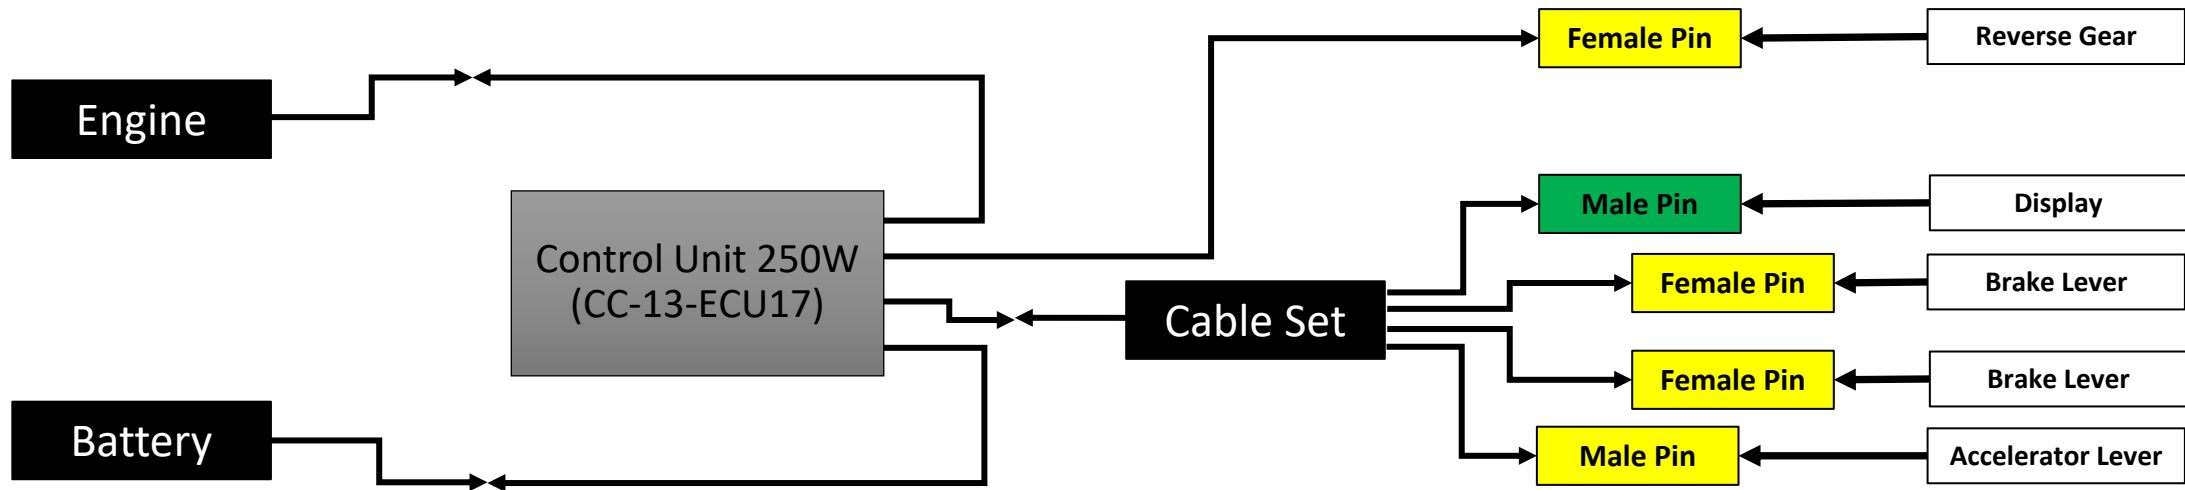 Female Pin
Reverse Gear
Engine
Male Pin
Display
Control Unit 250W
(CC-13-ECU17)
Female Pin
Brake Lever
Cable Set
Female Pin
Brake Lever
Battery
Male Pin
Accelerator Lever